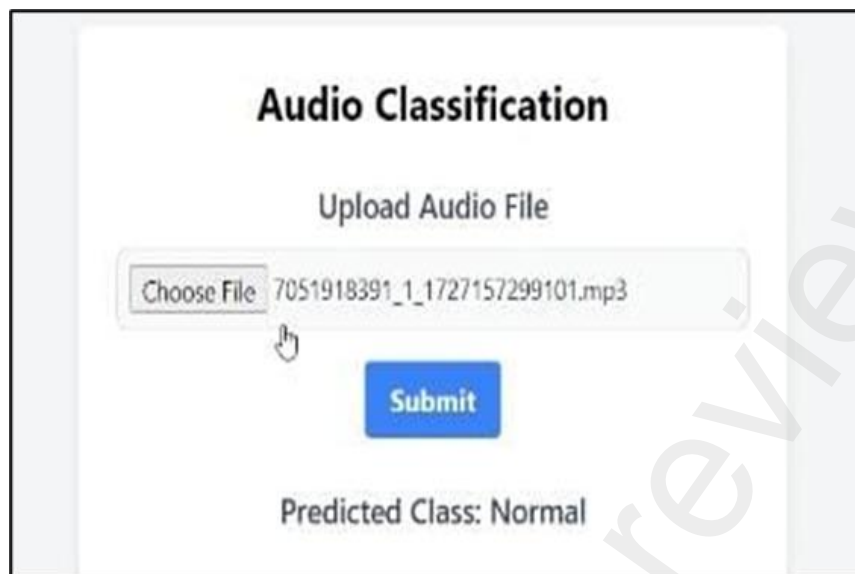 Audio Classification
Upload Audio File
Choose File 7051918391_1_1727157299101.mp3
Submit
Predicted Class: Normal